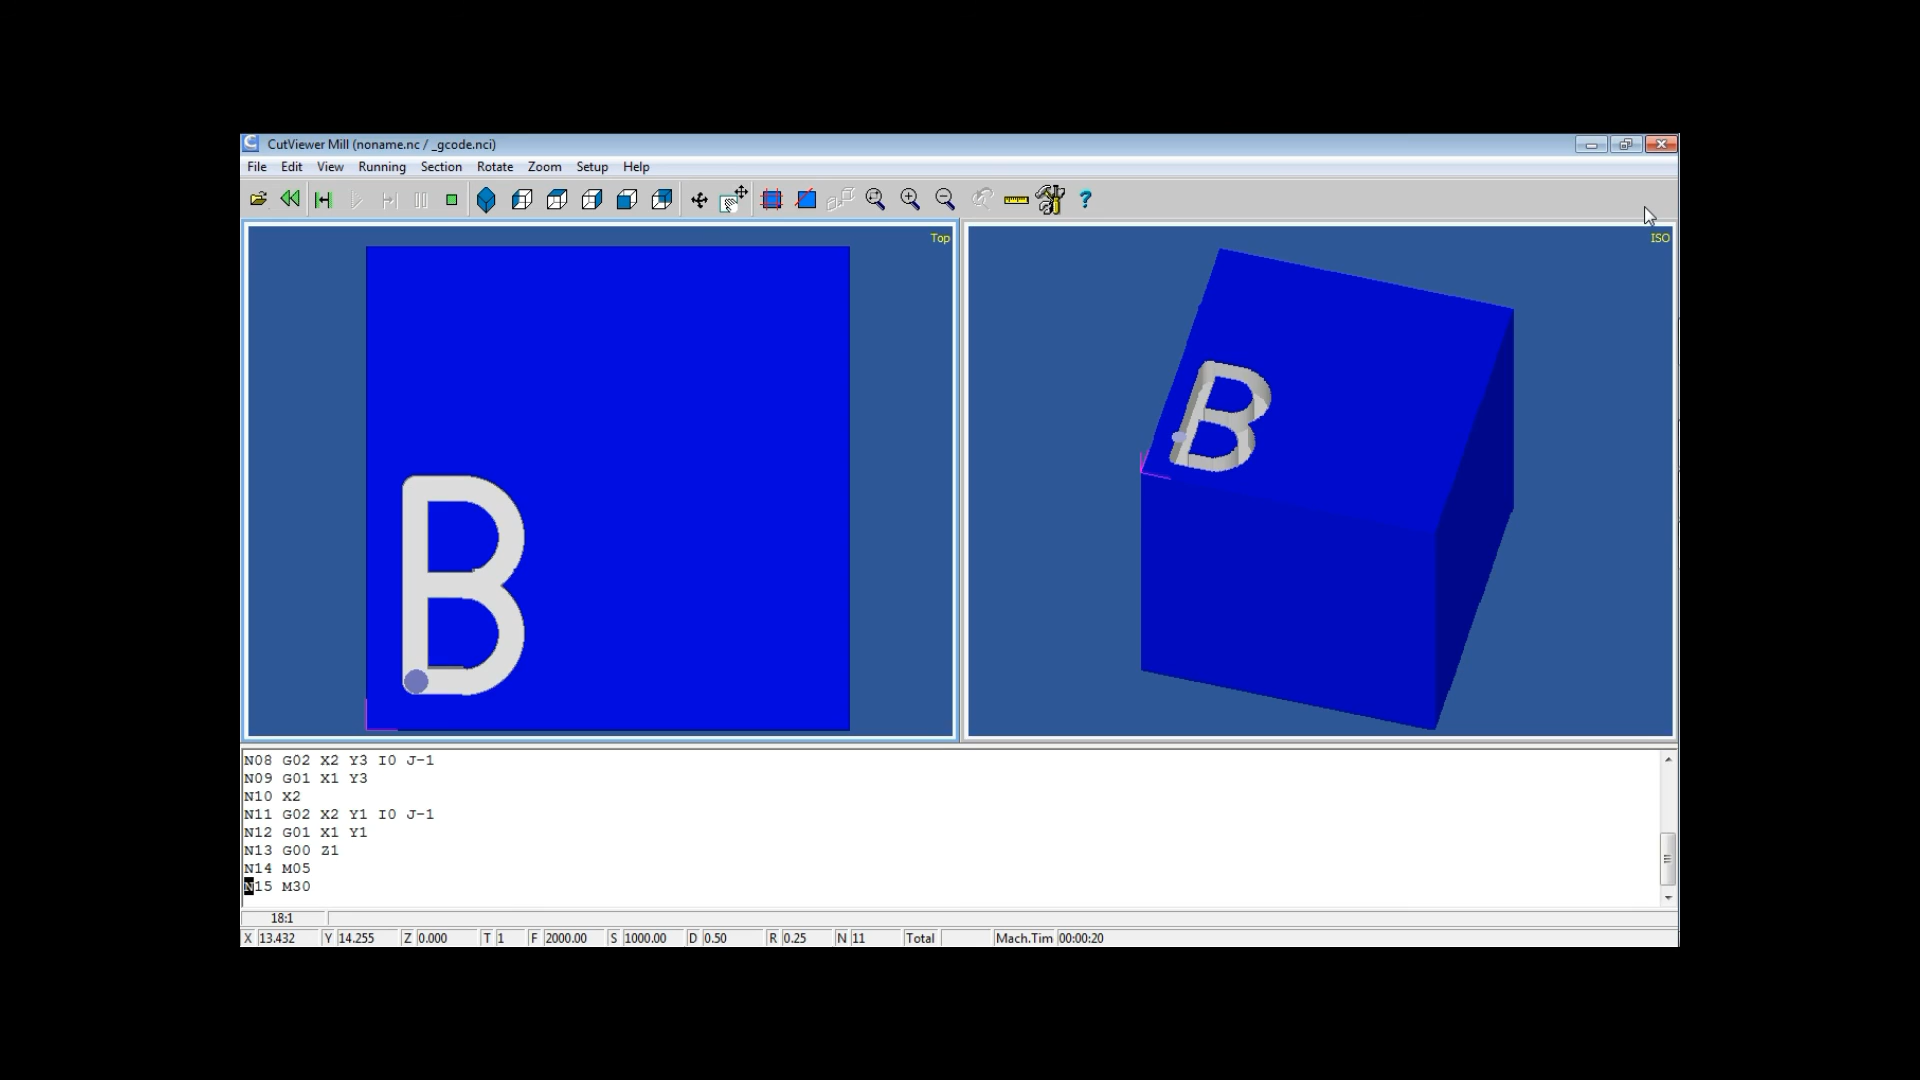 CutViewer Mill (noname.nc / _gcode.nci)
File Edit View Running Section Rotate Zoom Setup Help
Top
ISO
B
B
N08 G02 X2 Y3 I0 J-1
N09 G01 X1 Y3
N10 X2
N11 G02 X2 Y1 I0 J-1
N12 G01 X1 Y1
N13 G00 Z1
N14 M05
N15 M30
18:1
X 13.432 Y 14.255 Z 0.000 T 1 F 2000.00 S 1000.00 D 0.50 R 0.25 N 11 Total Mach.Tim 00:00:20